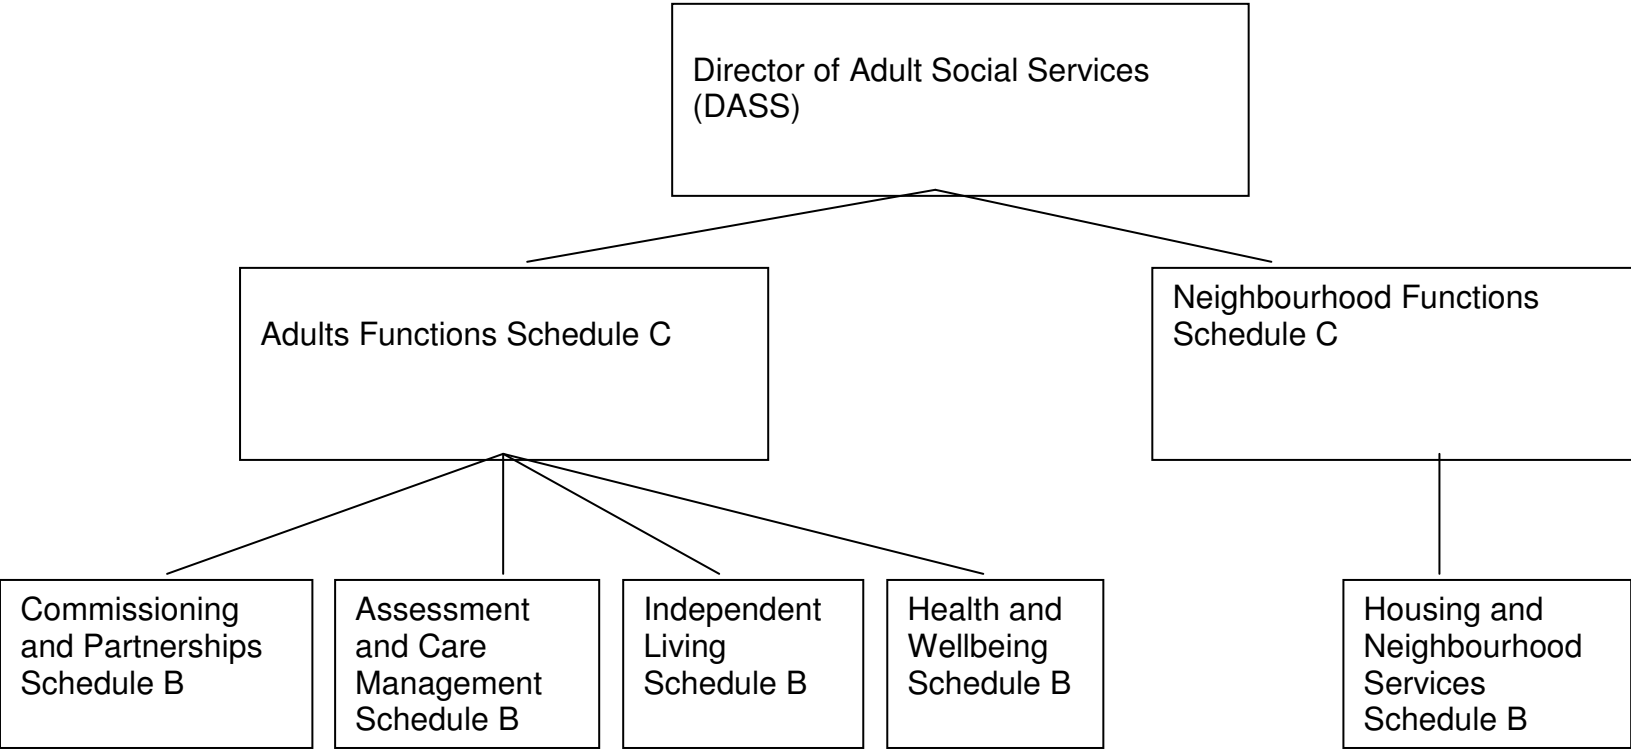 Director of Adult Social Services
(DASS)
Adults Functions Schedule C
Neighbourhood Functions
Schedule C
Commissioning
and Partnerships
Schedule B
Assessment
and Care
Management
Schedule B
Independent
Living
Schedule B
Health and
Wellbeing
Schedule B
Housing and
Neighbourhood
Services
Schedule B